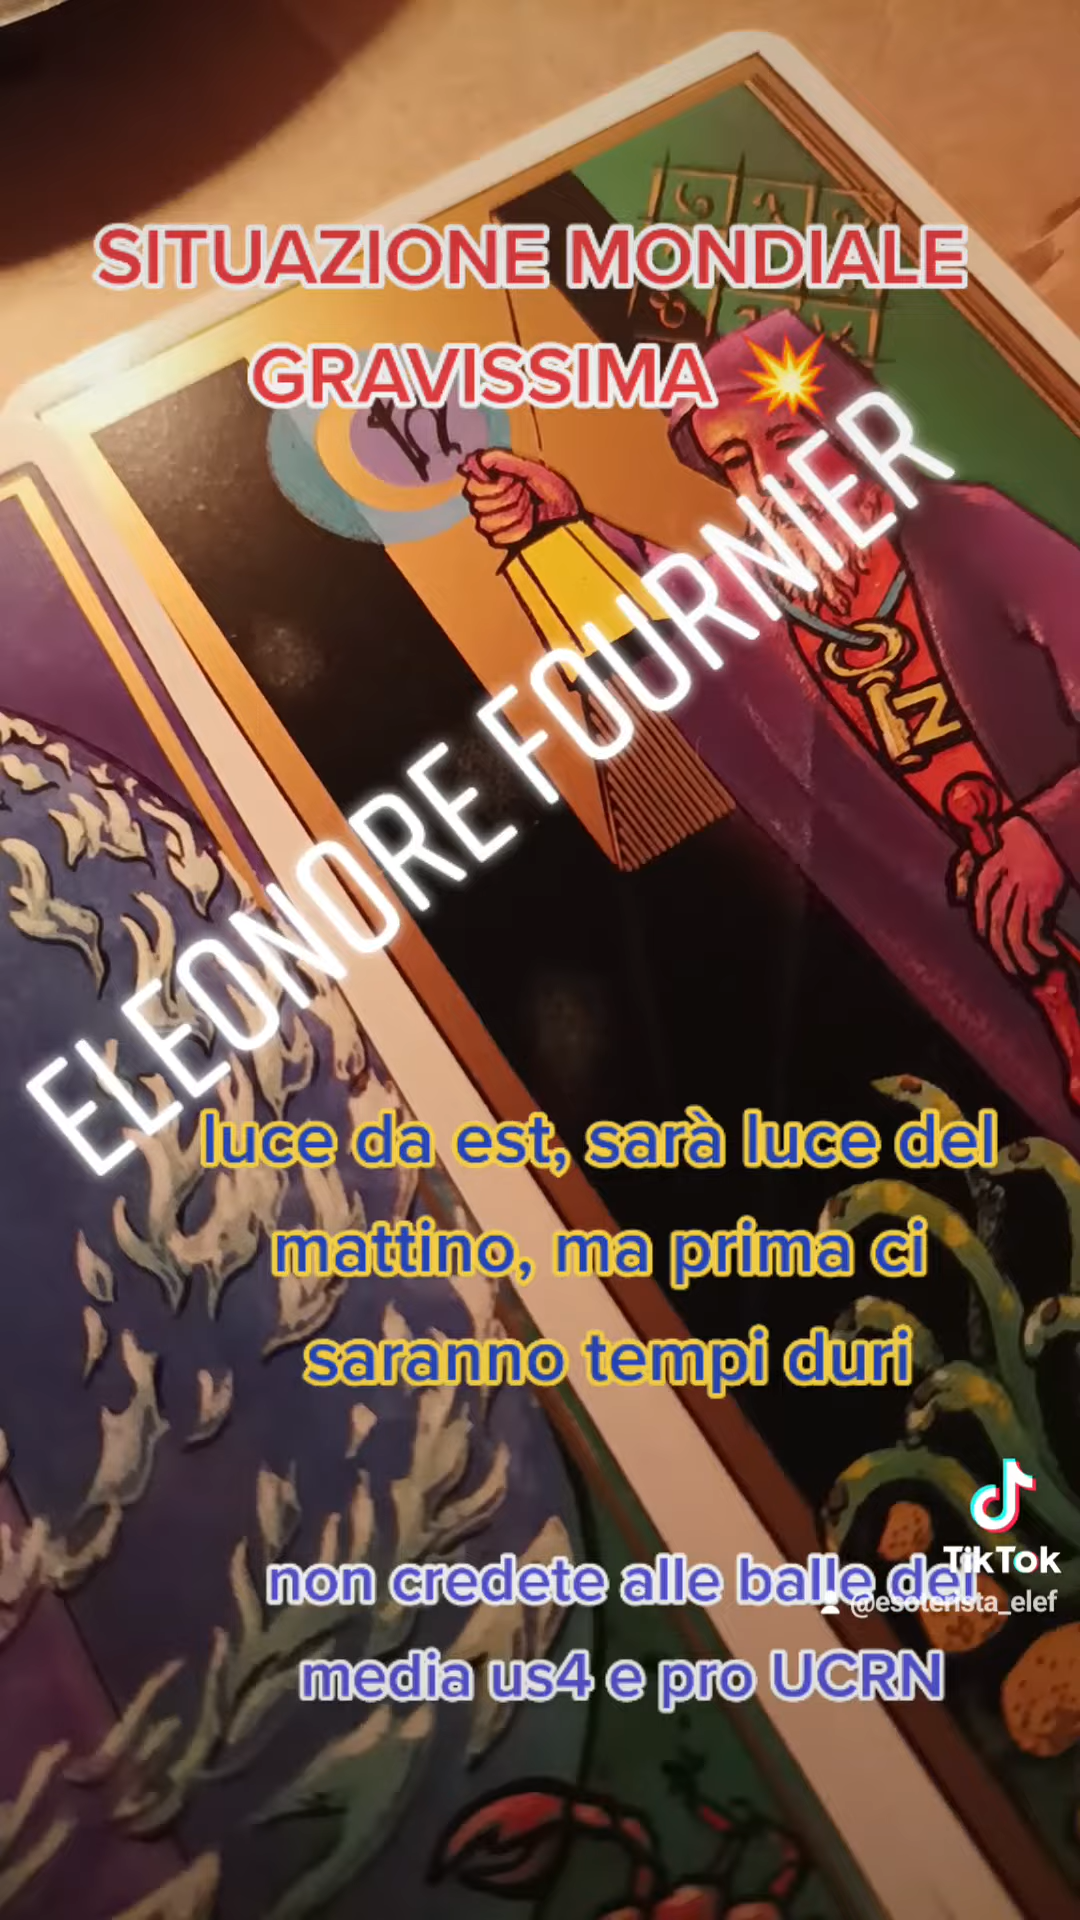 SITUAZIONE MONDIALE
GRAVISSIMA 💥
ELEONORE FOURNIER
luce da est, sarà luce del
mattino, ma prima ci
saranno tempi duri
TikTok
non credete alle balle dei
@esoterista_elef
media us4 e pro UCRN